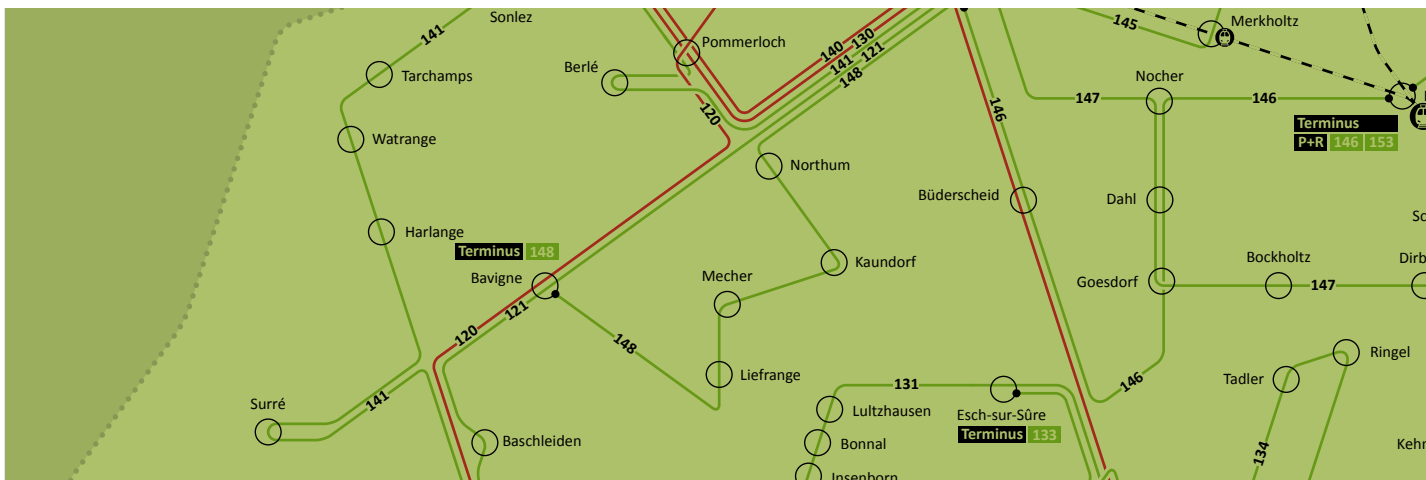 Sonlez
141
Tarchamps
Watrange
Harlange
Terminus 148
Bavigne
Berlé
Pommerloch
120
140 130
141 121
148
145
Merkholtz
Nocher
147
146
Terminus
P+R 146 153
146
Northum
Büderscheid
Dahl
Kaundorf
Mecher
Goesdorf
Bockholtz
147
120
121
148
Liefrange
146
Ringel
Tadler
141
Surré
Baschleiden
131
Lultzhausen
Bonnal
Insenborn
Esch-sur-Sûre
Terminus 133
134